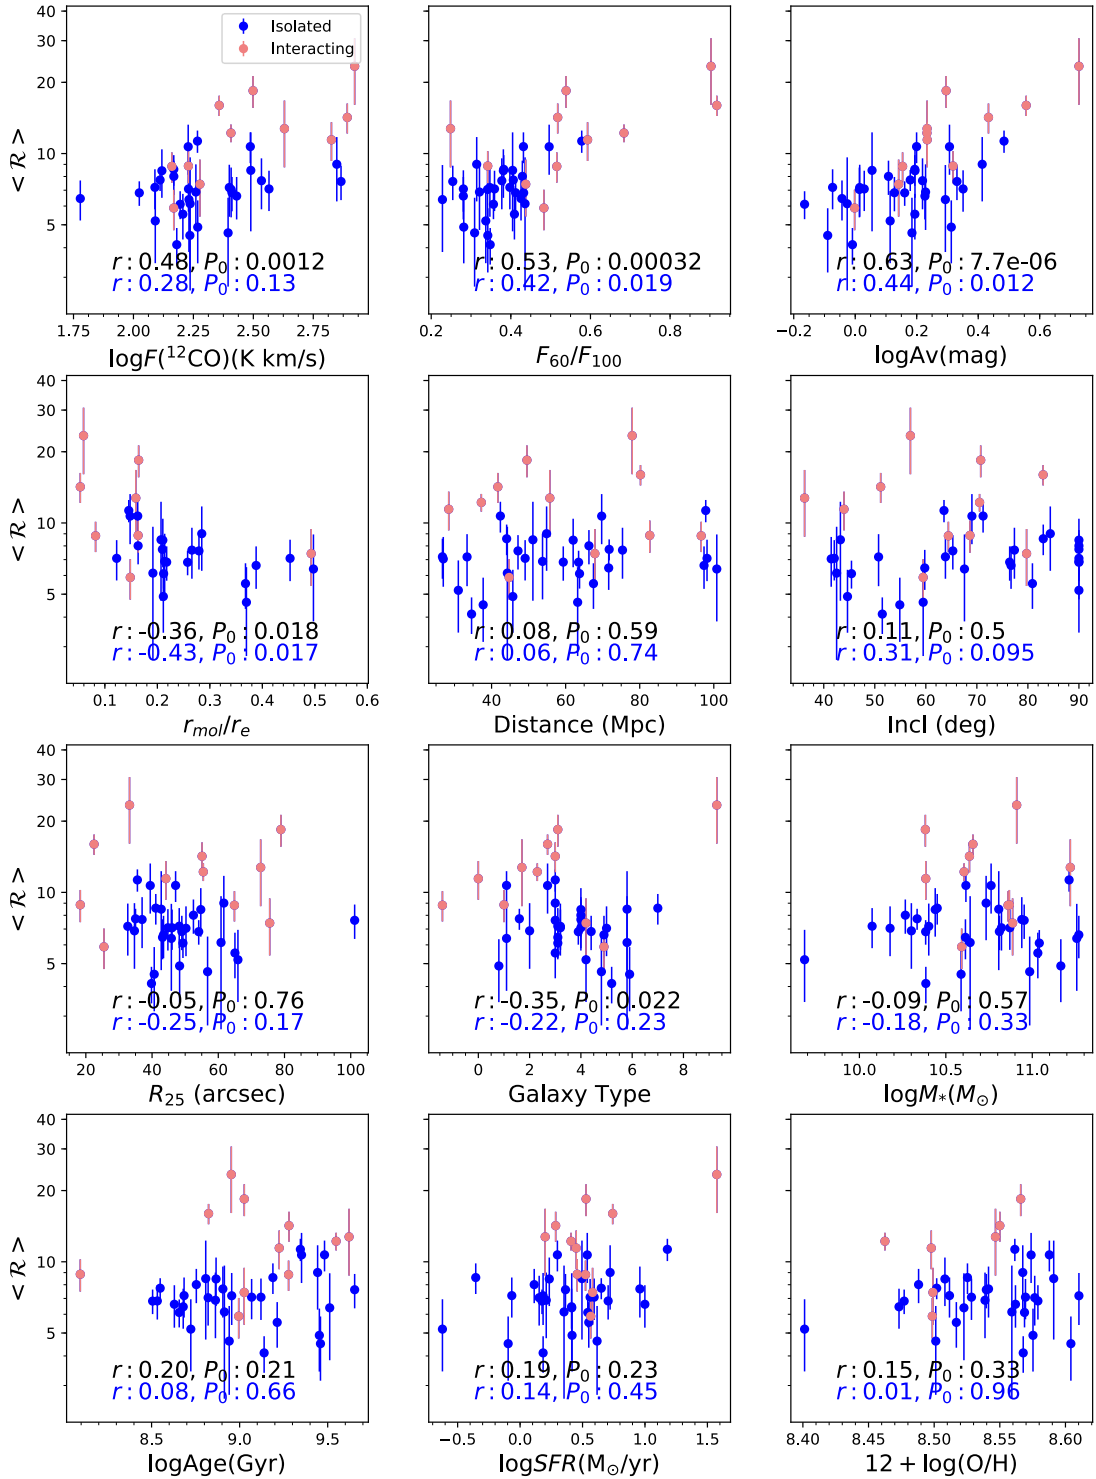 40
30
20
10
5
< R >
Isolated
Interacting
r : 0.48, P₀ : 0.0012
r : 0.28, P₀ : 0.13
1.75 2.00 2.25 2.50 2.75
logF(¹²CO)(K km/s)
r : 0.53, P₀ : 0.00032
r : 0.42, P₀ : 0.019
0.2 0.4 0.6 0.8
F₆₀/F₁₀₀
r : 0.63, P₀ : 7.7e-06
r : 0.44, P₀ : 0.012
−0.2 0.0 0.2 0.4 0.6
logAv(mag)
40
30
20
10
5
< R >
r : -0.36, P₀ : 0.018
r : -0.43, P₀ : 0.017
0.1 0.2 0.3 0.4 0.5 0.6
r_mol/r_e
r : 0.08, P₀ : 0.59
r : 0.06, P₀ : 0.74
40 60 80 100
Distance (Mpc)
r : 0.11, P₀ : 0.5
r : 0.31, P₀ : 0.095
40 50 60 70 80 90
Incl (deg)
40
30
20
10
5
< R >
r : -0.05, P₀ : 0.76
r : -0.25, P₀ : 0.17
20 40 60 80 100
R₂₅ (arcsec)
r : -0.35, P₀ : 0.022
r : -0.22, P₀ : 0.23
0 2 4 6 8
Galaxy Type
r : -0.09, P₀ : 0.57
r : -0.18, P₀ : 0.33
10.0 10.5 11.0
logM*(M⊙)
40
30
20
10
5
< R >
r : 0.20, P₀ : 0.21
r : 0.08, P₀ : 0.66
8.5 9.0 9.5
logAge(Gyr)
r : 0.19, P₀ : 0.23
r : 0.14, P₀ : 0.45
−0.5 0.0 0.5 1.0 1.5
logSFR(M⊙/yr)
r : 0.15, P₀ : 0.33
r : 0.01, P₀ : 0.96
8.40 8.45 8.50 8.55 8.60
12 + log(O/H)